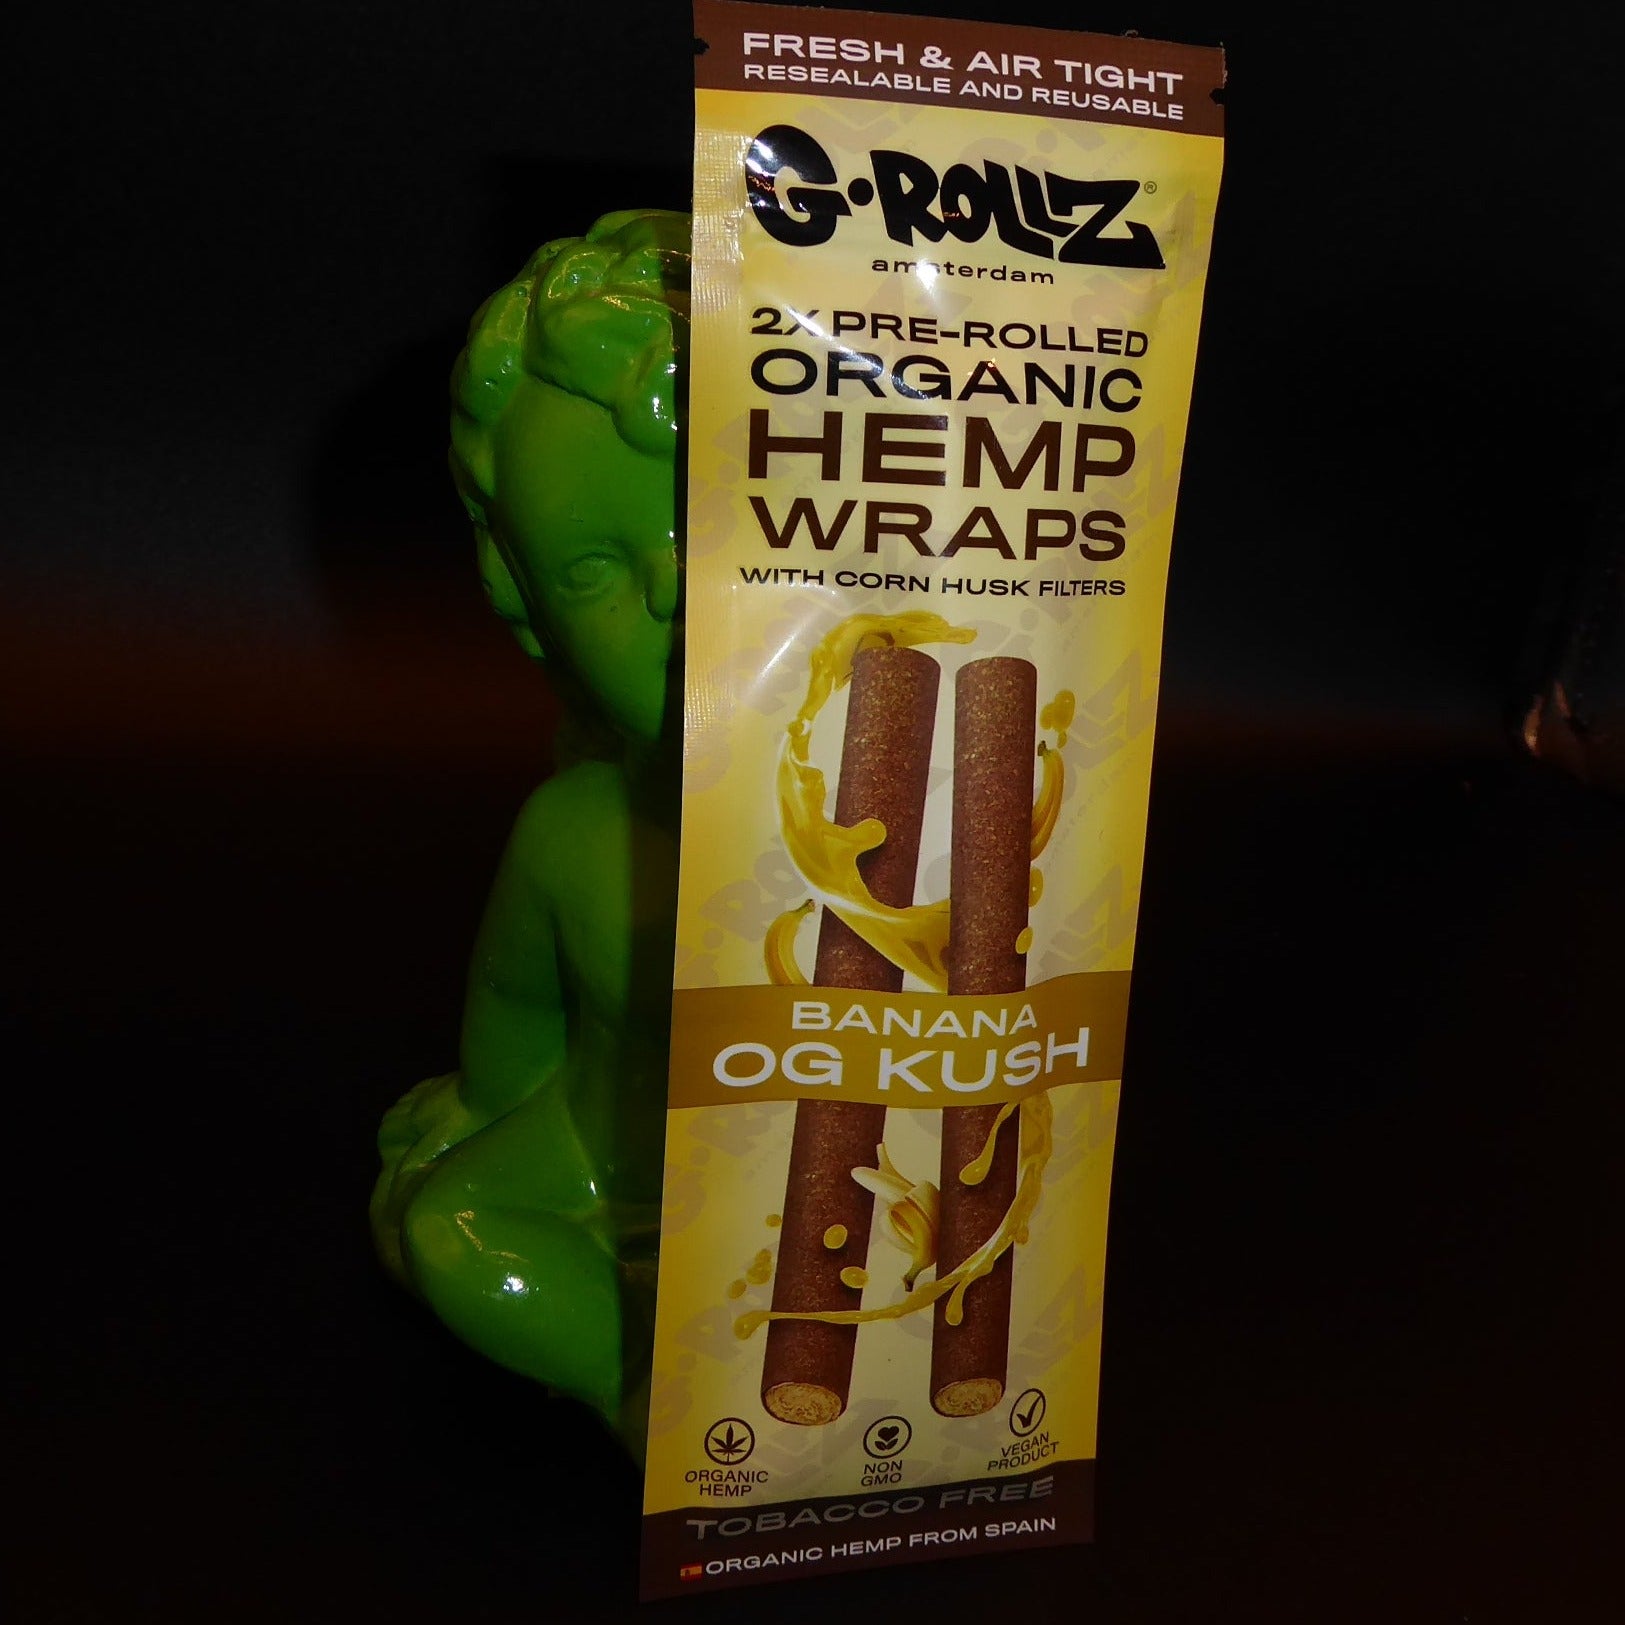 FRESH & AIR TIGHT
RESEALABLE AND REUSABLE
G·ROLLZ®
amsterdam
2X PRE-ROLLED
ORGANIC
HEMP
WRAPS
WITH CORN HUSK FILTERS
BANANA
OG KUSH
ORGANIC
HEMP
NON
GMO
VEGAN
PRODUCT
TOBACCO FREE
ORGANIC HEMP FROM SPAIN